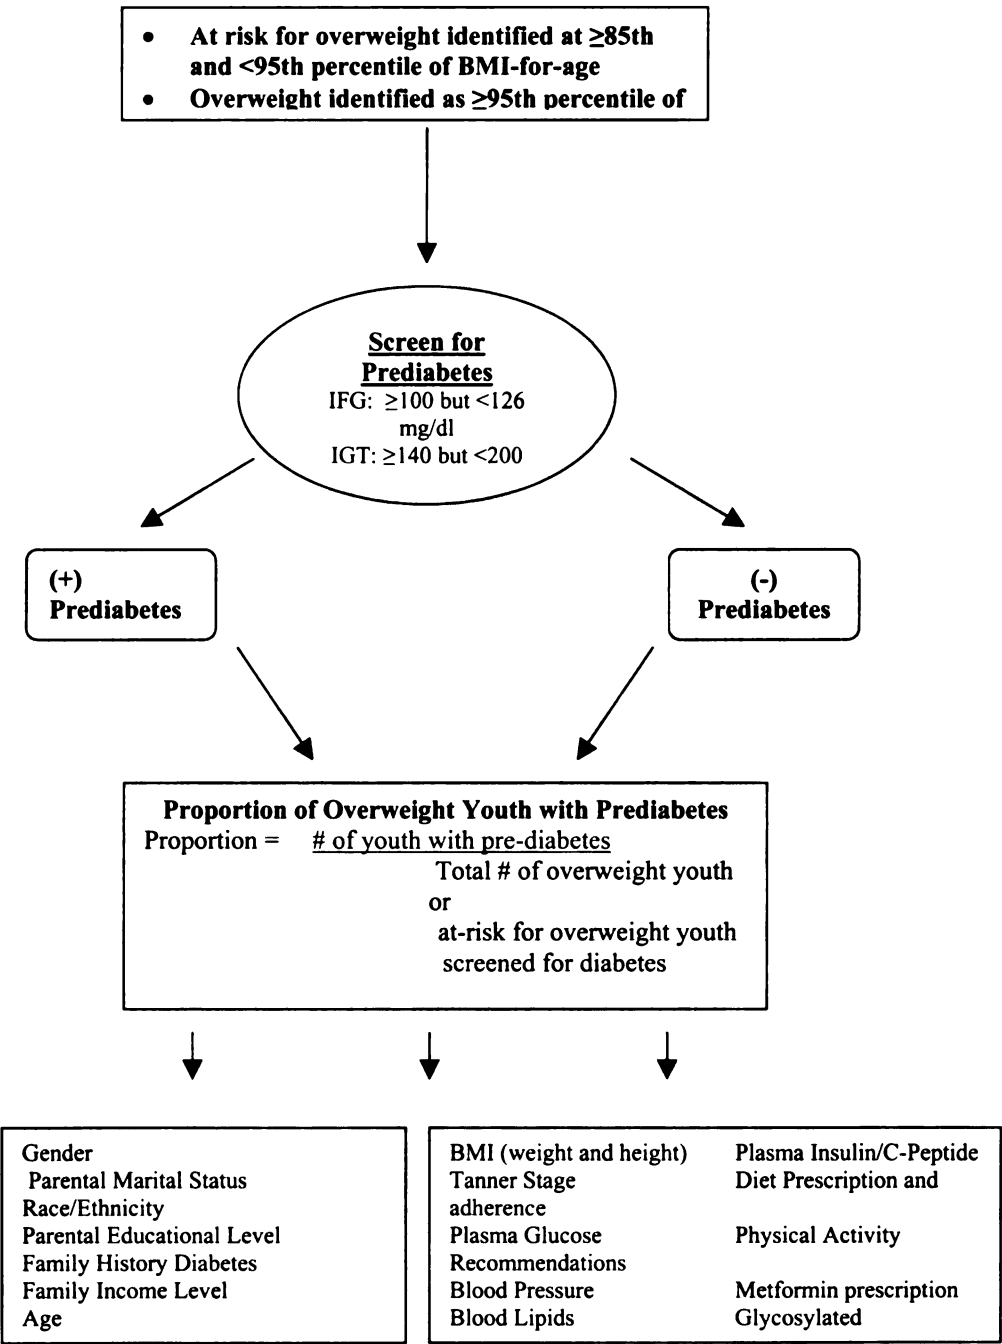 • At risk for overweight identified at ≥85th
and <95th percentile of BMI-for-age
• Overweight identified as ≥95th percentile of
Screen for
Prediabetes
IFG: ≥100 but <126
mg/dl
IGT: ≥140 but <200
(+)
Prediabetes
(-)
Prediabetes
Proportion of Overweight Youth with Prediabetes
Proportion = # of youth with pre-diabetes
Total # of overweight youth
or
at-risk for overweight youth
screened for diabetes
Gender
Parental Marital Status
Race/Ethnicity
Parental Educational Level
Family History Diabetes
Family Income Level
Age
BMI (weight and height) Plasma Insulin/C-Peptide
Tanner Stage Diet Prescription and
adherence
Plasma Glucose Physical Activity
Recommendations
Blood Pressure Metformin prescription
Blood Lipids Glycosylated